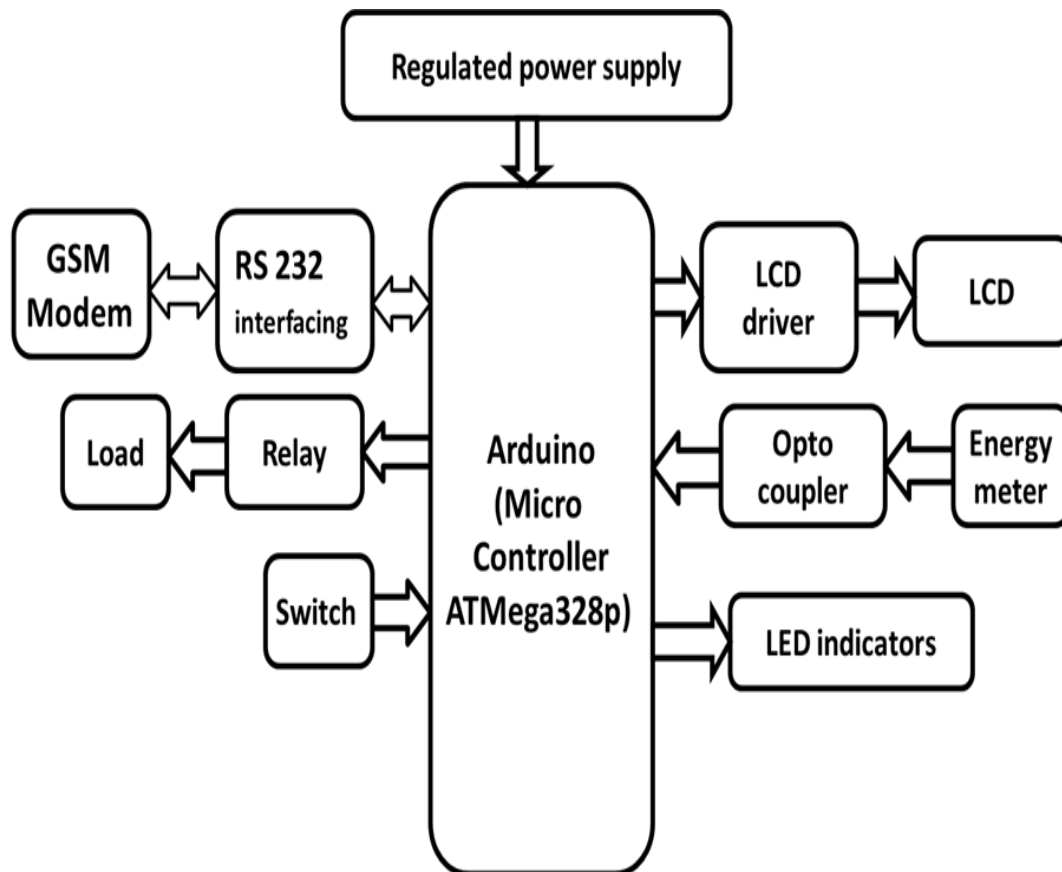 Regulated power supply
GSM
Modem
RS 232
interfacing
LCD
driver
LCD
Load
Relay
Arduino
(Micro
Controller
ATMega328p)
Opto
coupler
Energy
meter
Switch
LED indicators